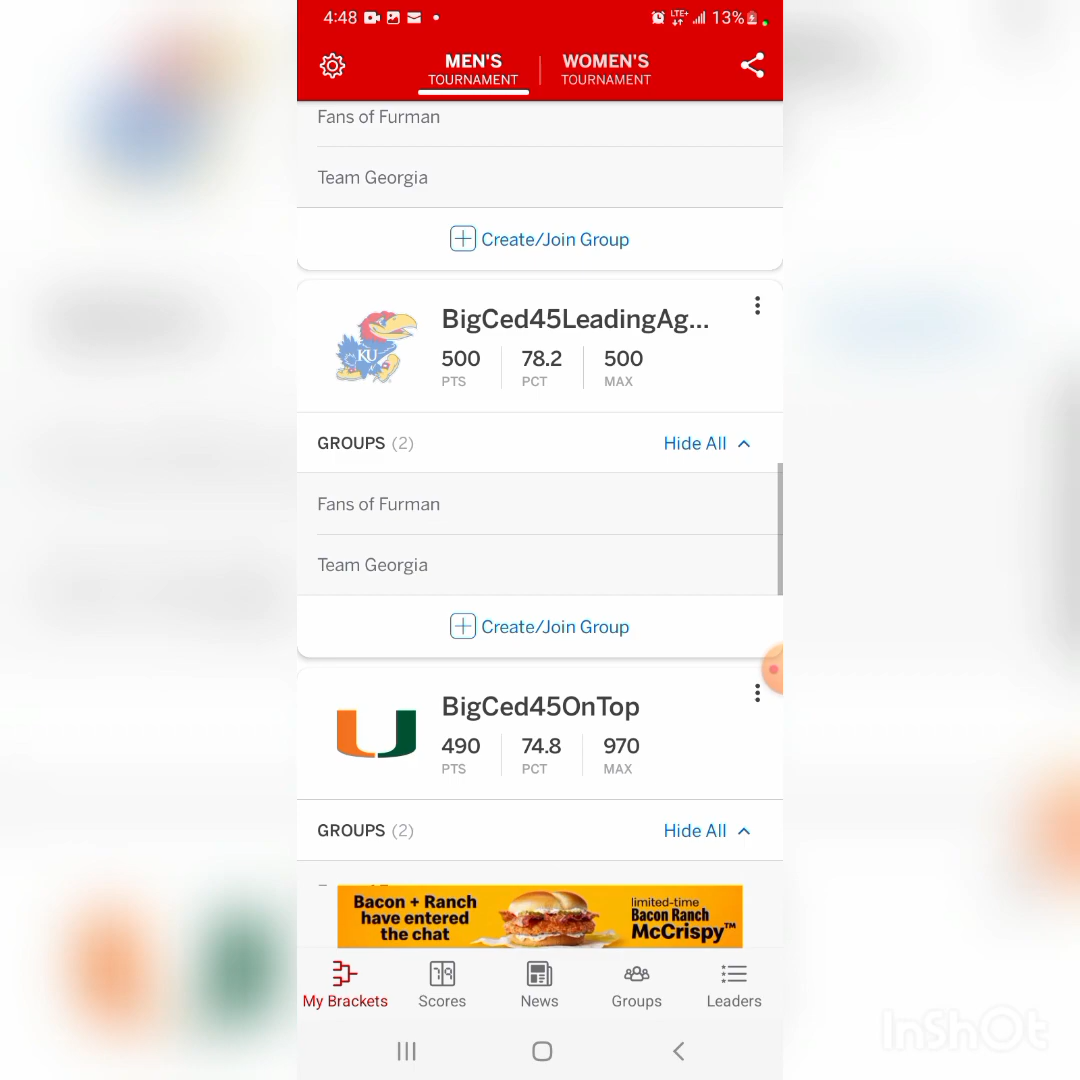 4:48
LTE+
13%
MEN'S
TOURNAMENT
WOMEN'S
TOURNAMENT
Fans of Furman
Team Georgia
Create/Join Group
KU
BigCed45LeadingAg...
500 78.2 500
PTS PCT MAX
GROUPS (2) Hide All
Fans of Furman
Team Georgia
Create/Join Group
BigCed45OnTop
490 74.8 970
PTS PCT MAX
GROUPS (2) Hide All
Bacon + Ranch
have entered
the chat
limited-time
Bacon Ranch
McCrispy™
My Brackets Scores News Groups Leaders
InShOt